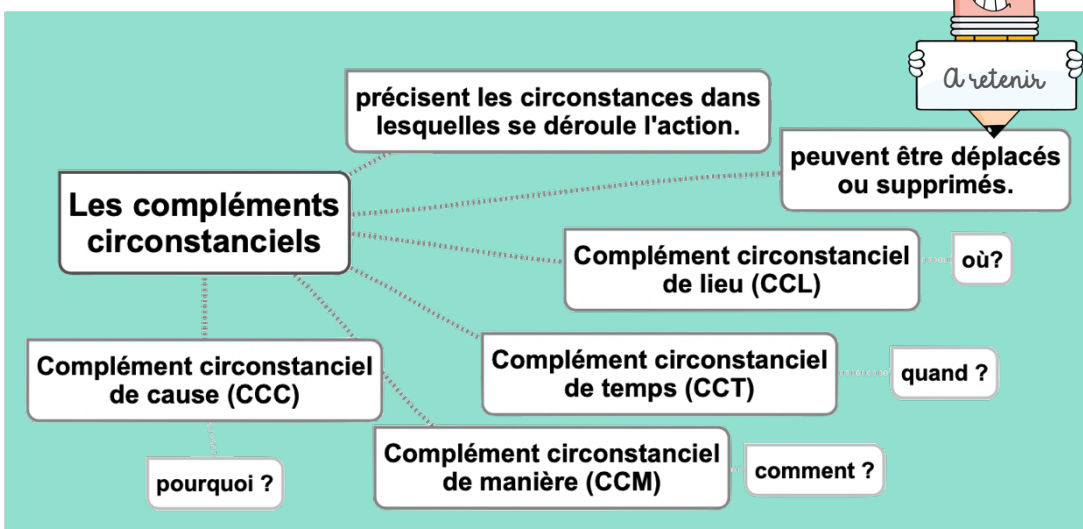 A retenir
précisent les circonstances dans
lesquelles se déroule l'action.
peuvent être déplacés
ou supprimés.
Les compléments
circonstanciels
Complément circonstanciel
de lieu (CCL)
où?
Complément circonstanciel
de temps (CCT)
quand ?
Complément circonstanciel
de cause (CCC)
pourquoi ?
Complément circonstanciel
de manière (CCM)
comment ?